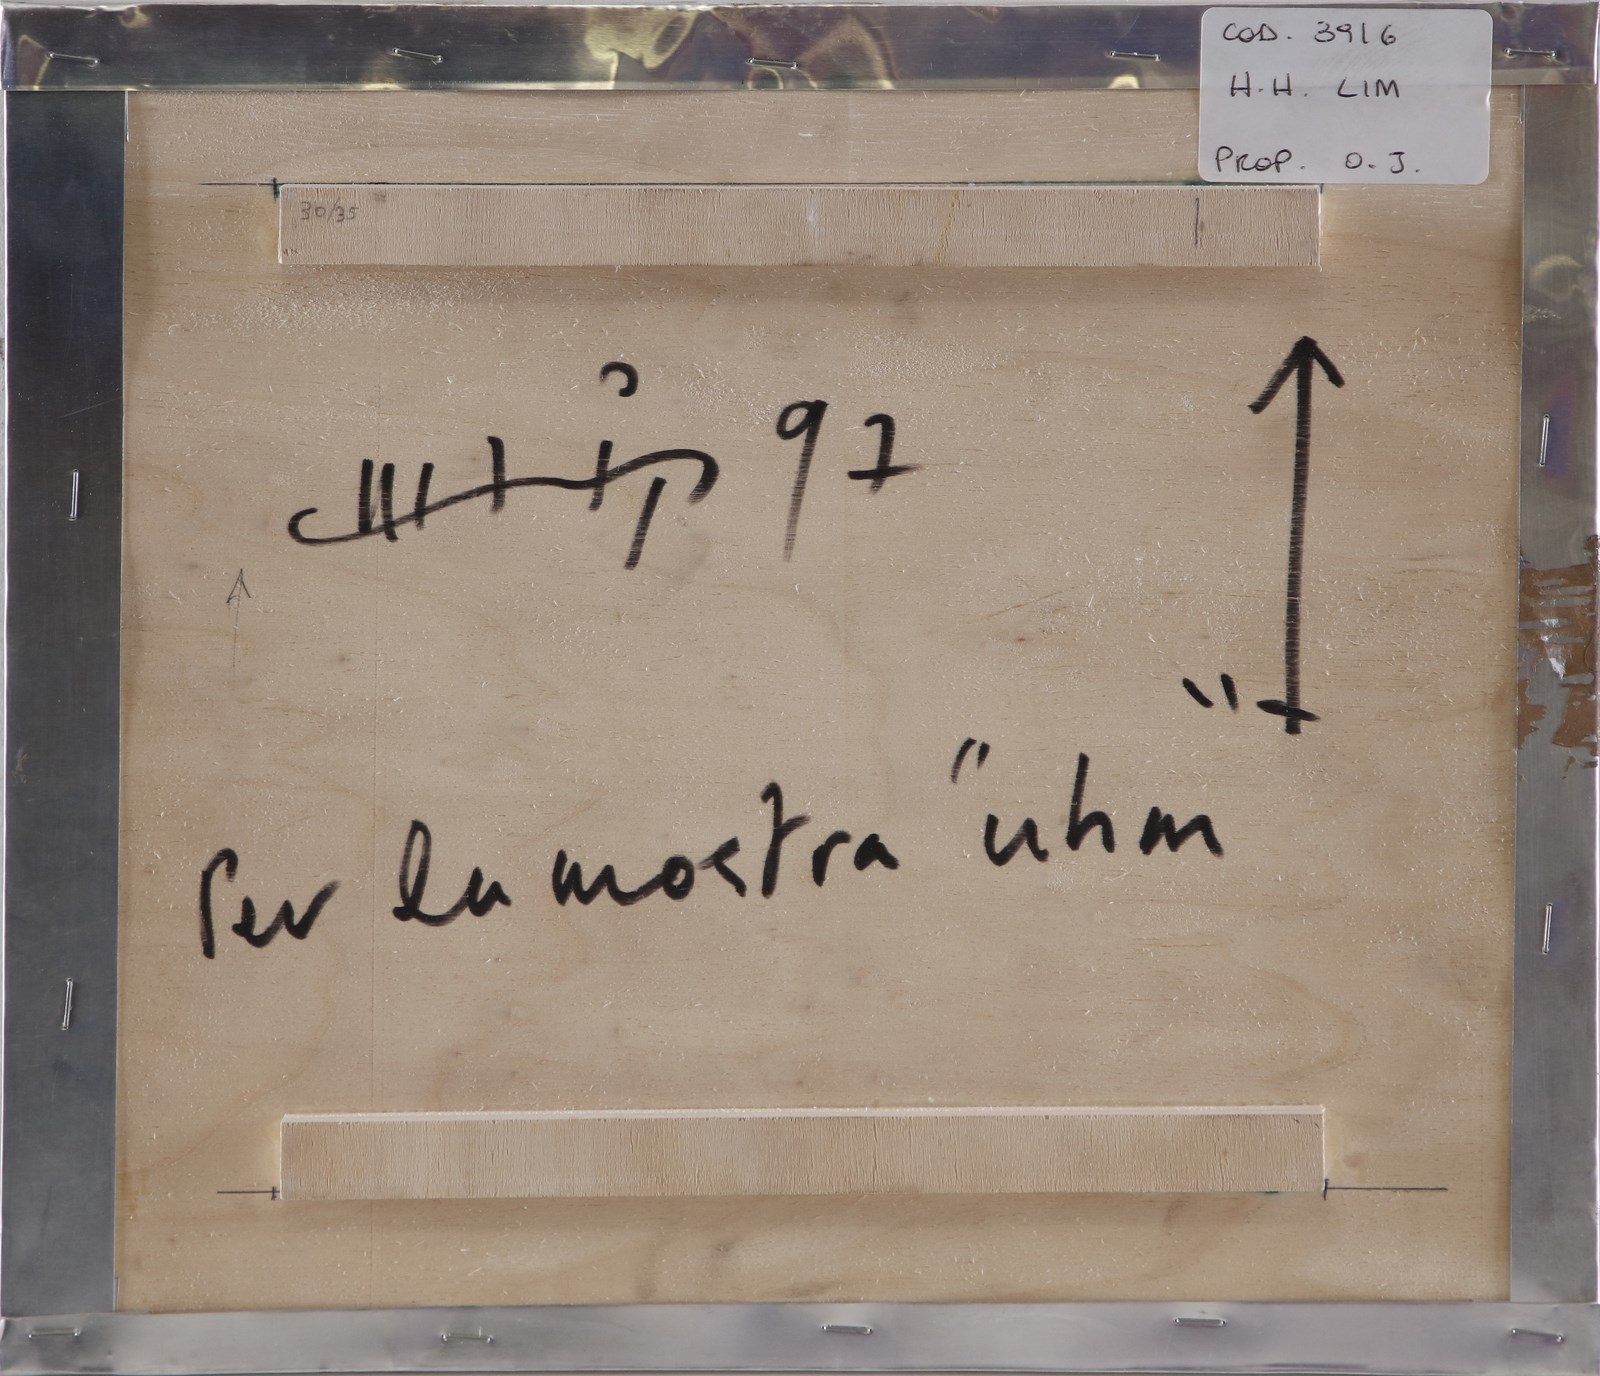 COD. 3916
H.H. LIM
PROP. O.J.
30/35
97
Per la mostra "uhm"